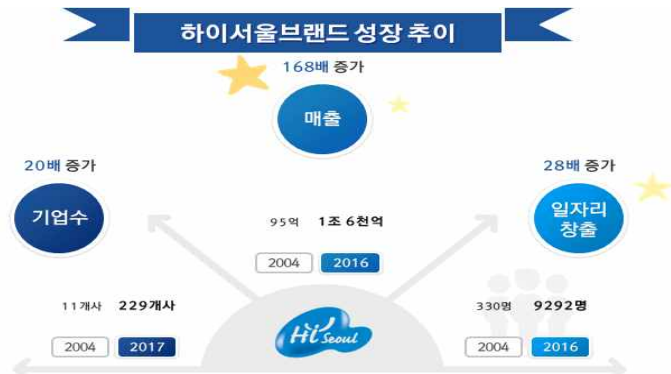 하이서울브랜드 성장 추이
168배 증가
매출
20배 증가
기업수
28배 증가
일자리
창출
95억 1조 6천억
2004 2016
11개사 229개사
2004 2017
330명 9292명
2004 2016
Hi Seoul